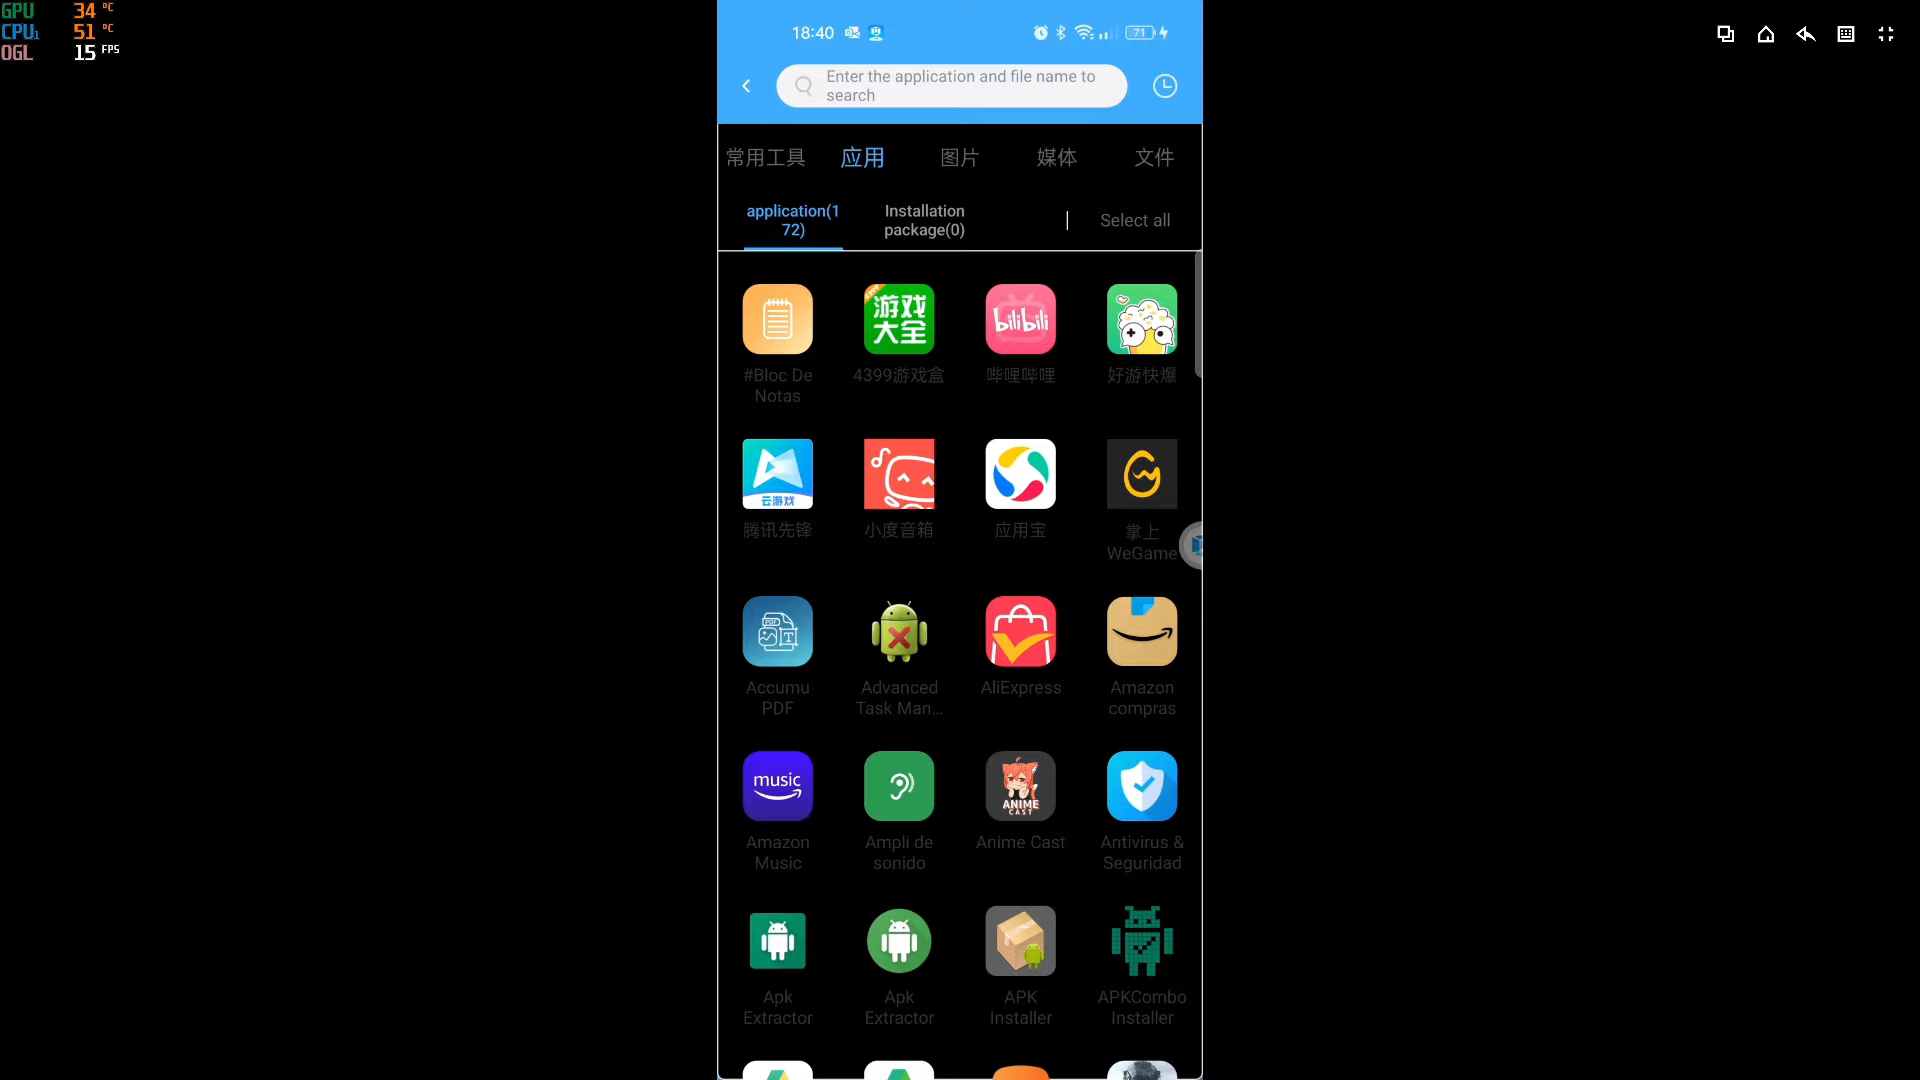 GPU 34 °C
CPU1 51 °C
OGL 15 FPS
18:40
71
Enter the application and file name to
search
常用工具 应用 图片 媒体 文件
application(1
72)
Installation
package(0)
Select all
游戏
大全
bilibili
#Bloc De
Notas
4399游戏盒
哔哩哔哩
好游快爆
云游戏
腾讯先锋
小度音箱
应用宝
掌上
WeGame
PDF
T
Accumu
PDF
Advanced
Task Man...
AliExpress
Amazon
compras
music
ANIME
CAST
Amazon
Music
Ampli de
sonido
Anime Cast
Antivirus &
Seguridad
Apk
Extractor
Apk
Extractor
APK
Installer
APKCombo
Installer